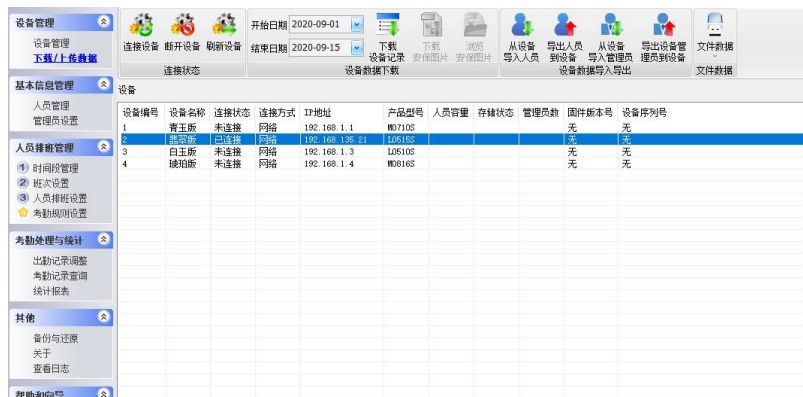 设备管理
设备管理
下载/上传数据
基本信息管理
人员管理
管理员设置
人员排班管理
1 时间段管理
2 班次设置
3 人员排班设置
考勤规则设置
考勤处理与统计
出勤记录调整
考勤记录查询
统计报表
其他
备份与还原
关于
查看日志
帮助和向导
连接设备 断开设备 刷新设备
连接状态
开始日期 2020-09-01
结束日期 2020-09-15
下载设备记录
下载安保图片
浏览安保图片
设备数据下载
从设备导入人员
导出人员到设备
从设备导入管理员
导出设备管理员到设备
设备数据导入导出
文件数据
文件数据
设备
设备编号 设备名称 连接状态 连接方式 IP地址 产品型号 人员容量 存储状态 管理员数 固件版本号 设备序列号
1 青玉版 未连接 网络 192.168.1.1 M0710S 无 无
2 翡翠版 已连接 网络 192.168.135.21 L0515S 无 无
3 白玉版 未连接 网络 192.168.1.3 L0510S 无 无
4 琥珀版 未连接 网络 192.168.1.4 M0816S 无 无